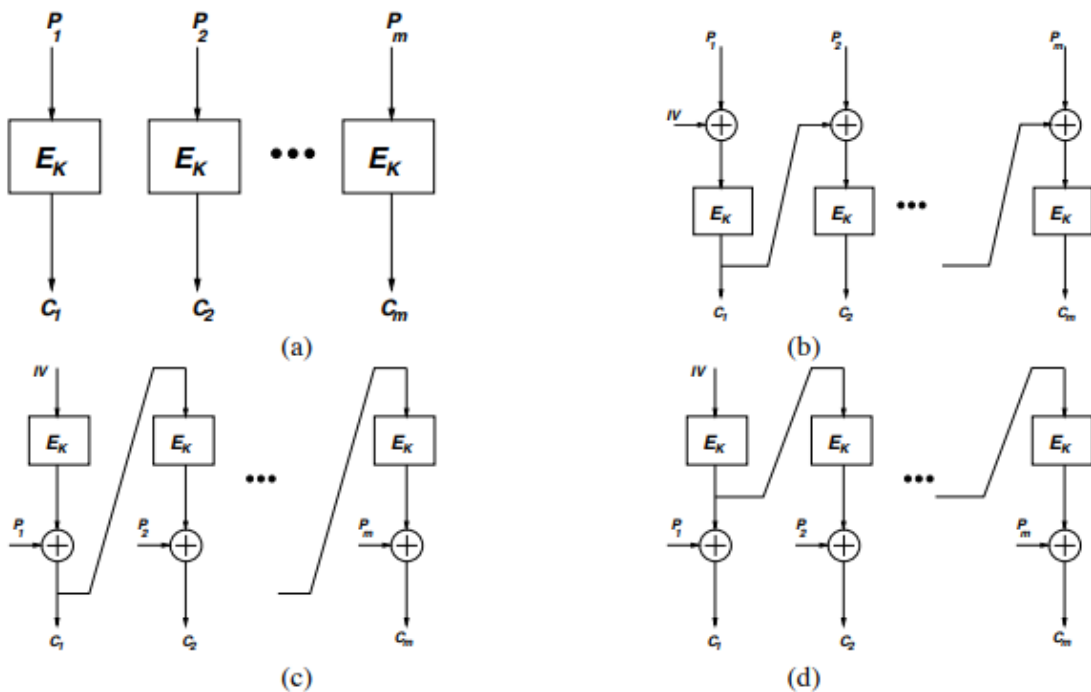 P1 P2 Pm
EK EK ••• EK
C1 C2 Cm
(a)
P1 P2 Pm
IV
EK EK ••• EK
C1 C2 Cm
(b)
IV
EK EK ••• EK
P1 P2 Pm
C1 C2 Cm
(c)
IV
EK EK ••• EK
P1 P2 Pm
C1 C2 Cm
(d)